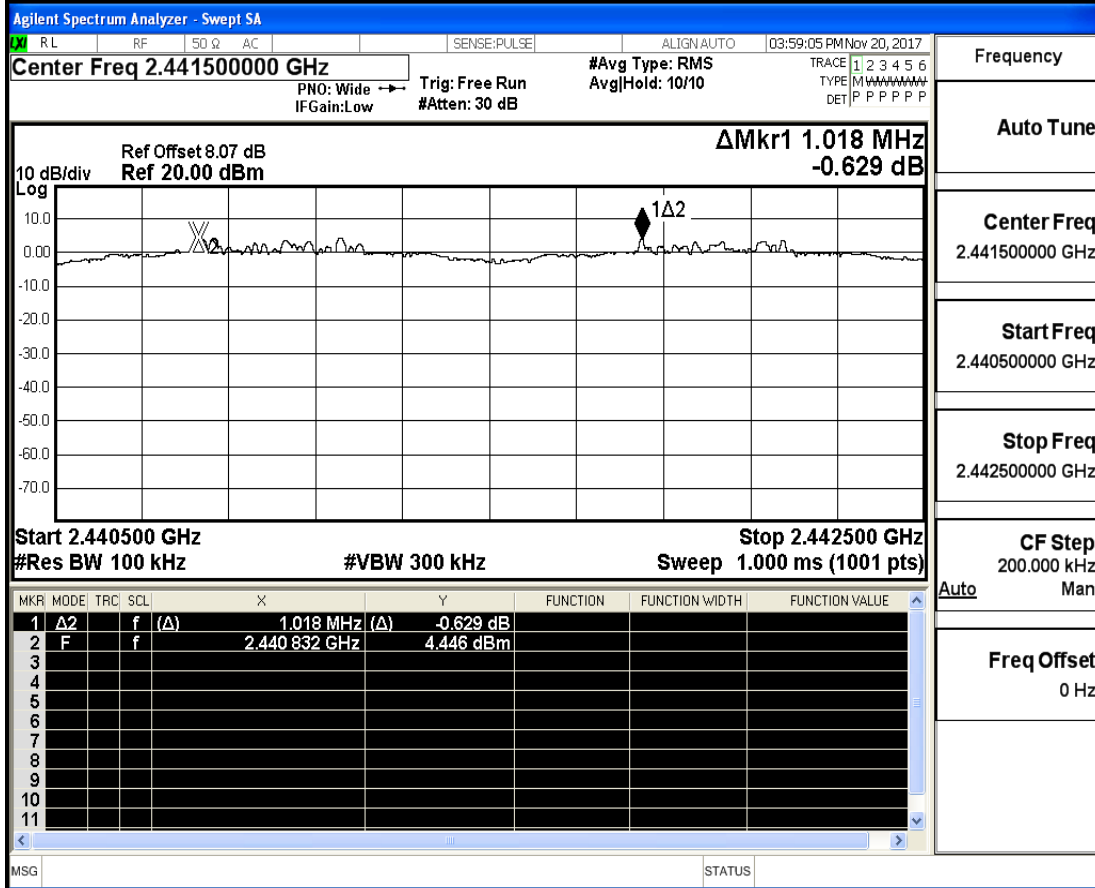 Agilent Spectrum Analyzer - Swept SA
LXI RL RF 50 Ω AC SENSE:PULSE ALIGN AUTO 03:59:05 PM Nov 20, 2017
Center Freq 2.441500000 GHz
PNO: Wide
IFGain:Low
Trig: Free Run
#Atten: 30 dB
#Avg Type: RMS
Avg|Hold: 10/10
TRACE 1 2 3 4 5 6
TYPE M WWWWW
DET P P P P P P
Frequency
Auto Tune
Center Freq
2.441500000 GHz
Start Freq
2.440500000 GHz
Stop Freq
2.442500000 GHz
CF Step
200.000 kHz
Auto Man
Freq Offset
0 Hz
ΔMkr1 1.018 MHz
-0.629 dB
Ref Offset 8.07 dB
10 dB/div Ref 20.00 dBm
Log
10.0
0.00
-10.0
-20.0
-30.0
-40.0
-50.0
-60.0
-70.0
1Δ2
Start 2.440500 GHz Stop 2.442500 GHz
#Res BW 100 kHz #VBW 300 kHz Sweep 1.000 ms (1001 pts)
MKR MODE TRC SCL X Y FUNCTION FUNCTION WIDTH FUNCTION VALUE
1 Δ2 f (Δ) 1.018 MHz (Δ) -0.629 dB
2 F f 2.440 832 GHz 4.446 dBm
3
4
5
6
7
8
9
10
11
MSG STATUS